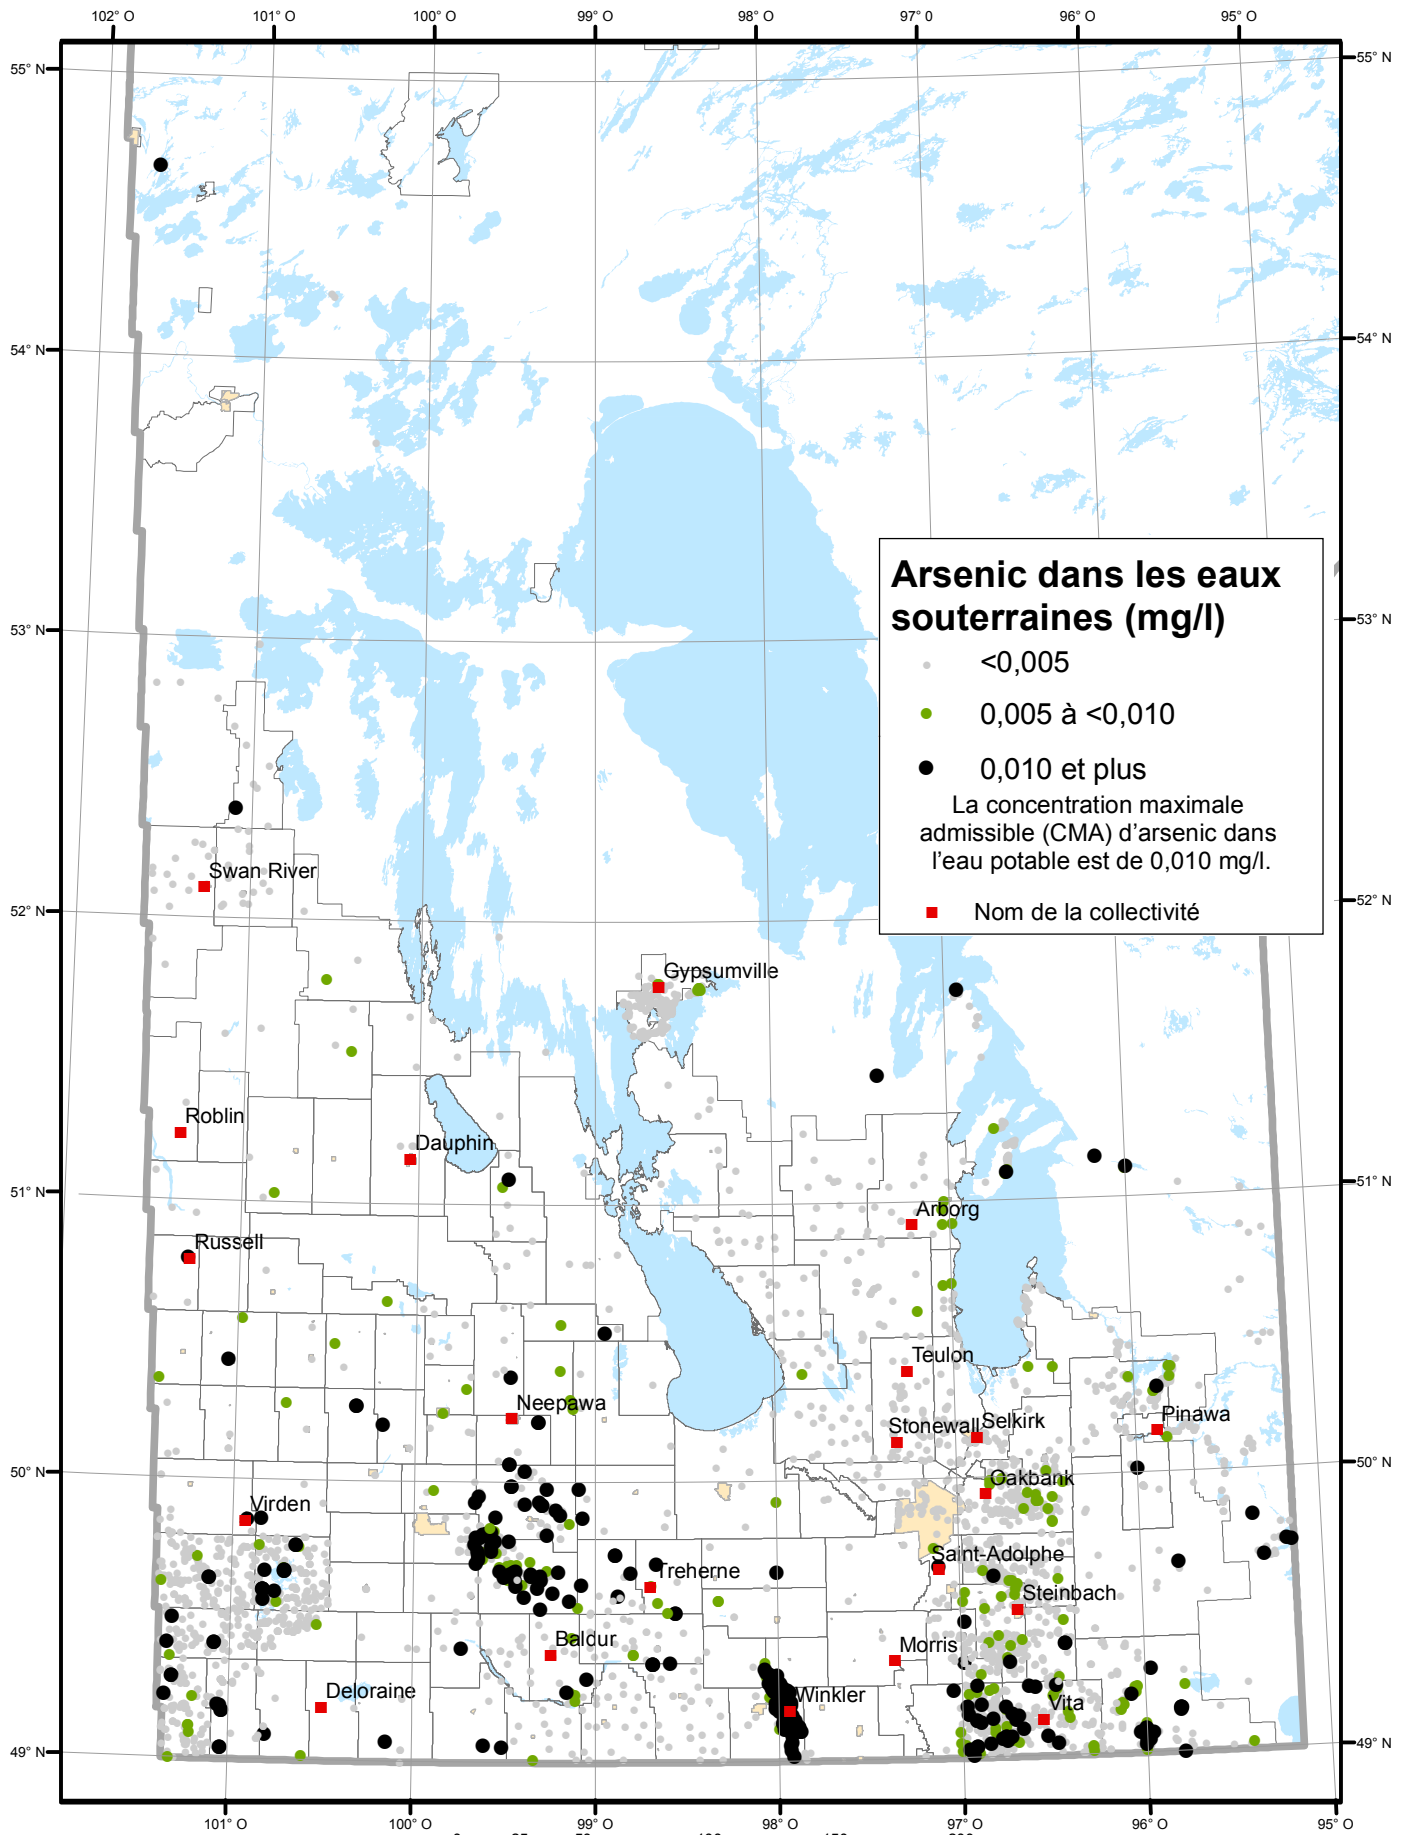 102° O 101° O 100° O 99° O 98° O 97° O 96° O 95° O
55° N 55° N
54° N 54° N
53° N 53° N
Arsenic dans les eaux
souterraines (mg/l)
<0,005
0,005 à <0,010
0,010 et plus
La concentration maximale
admissible (CMA) d'arsenic dans
l'eau potable est de 0,010 mg/l.
Nom de la collectivité
Swan River
52° N 52° N
Gypsumville
Roblin
Dauphin
51° N 51° N
Arborg
Russell
Teulon
Neepawa
Stonewall Selkirk Pinawa
50° N 50° N
Oakbank
Virden
Saint-Adolphe
Treherne
Steinbach
Baldur Morris
Deloraine Winkler Vita
49° N 49° N
101° O 100° O 99° O 98° O 97° O 96° O 95° O